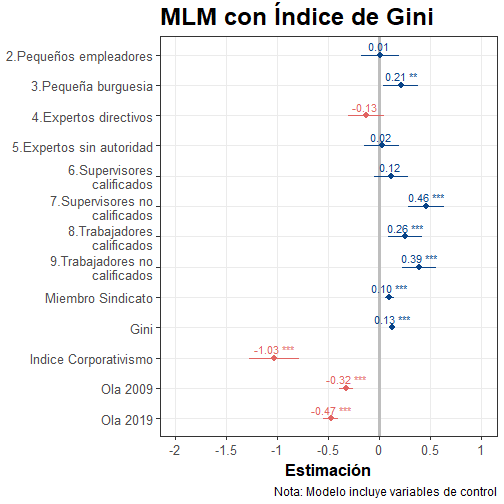 MLM con Índice de Gini
2.Pequeños empleadores
0.01
3.Pequeña burguesia
0.21 **
4.Expertos directivos
-0.13
5.Expertos sin autoridad
0.02
6.Supervisores
calificados
0.12
7.Supervisores no
calificados
0.46 ***
8.Trabajadores
calificados
0.26 ***
9.Trabajadores no
calificados
0.39 ***
Miembro Sindicato
0.10 ***
Gini
0.13 ***
Indice Corporativismo
-1.03 ***
Ola 2009
-0.32 ***
Ola 2019
-0.47 ***
-2 -1.5 -1 -0.5 0 0.5 1
Estimación
Nota: Modelo incluye variables de control